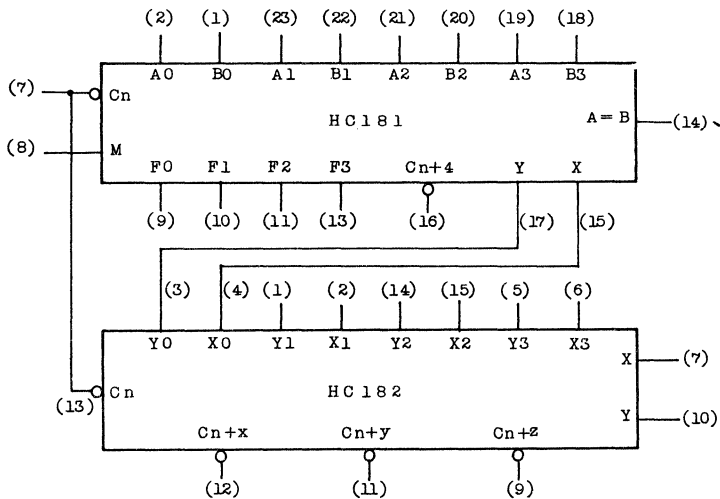 (2) (1) (23) (22) (21) (20) (19) (18)
A0 B0 A1 B1 A2 B2 A3 B3
(7) Cn
HC181
A=B (14)
(8) M
F0 F1 F2 F3 Cn+4 Y X
(9) (10) (11) (13) (16) (17) (15)
(3) (4) (1) (2) (14) (15) (5) (6)
Y0 X0 Y1 X1 Y2 X2 Y3 X3
X (7)
Cn HC182
(13)
Y (10)
Cn+x Cn+y Cn+z
(12) (11) (9)